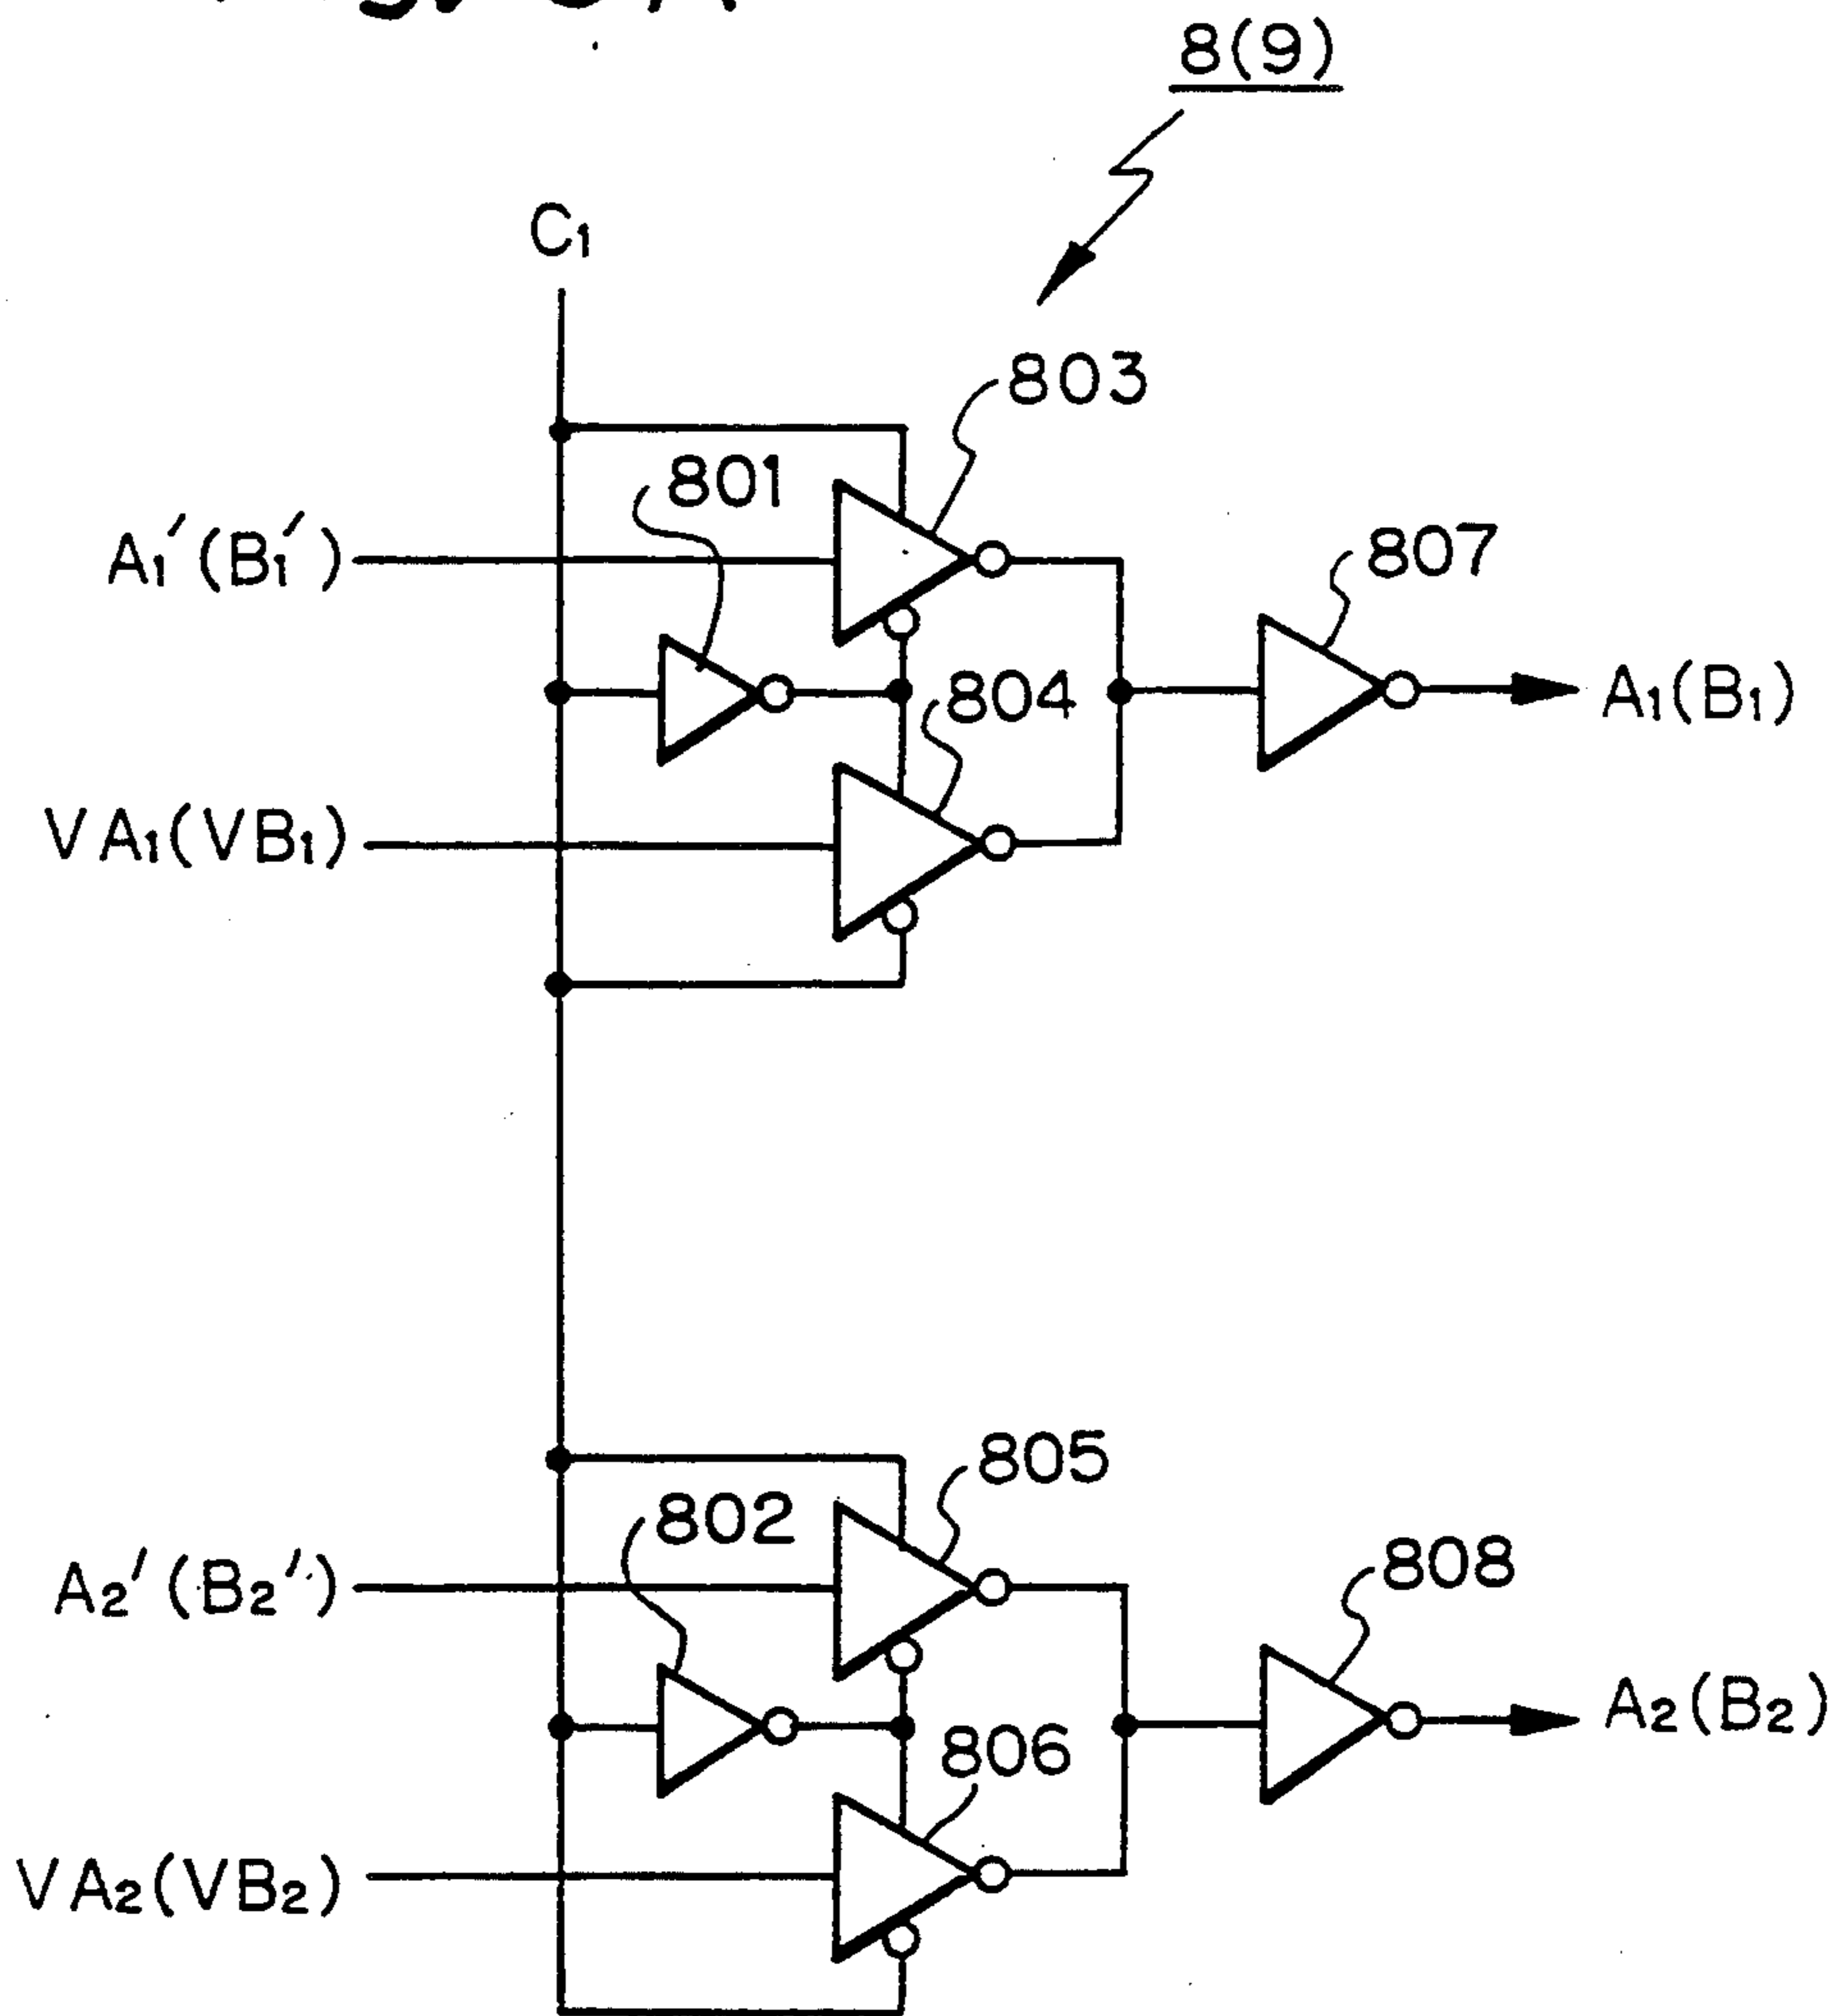 8(9)
C₁
803
801
A₁′(B₁′)
807
804
A₁(B₁)
VA₁(VB₁)
805
802
A₂′(B₂′)
808
806
A₂(B₂)
VA₂(VB₂)